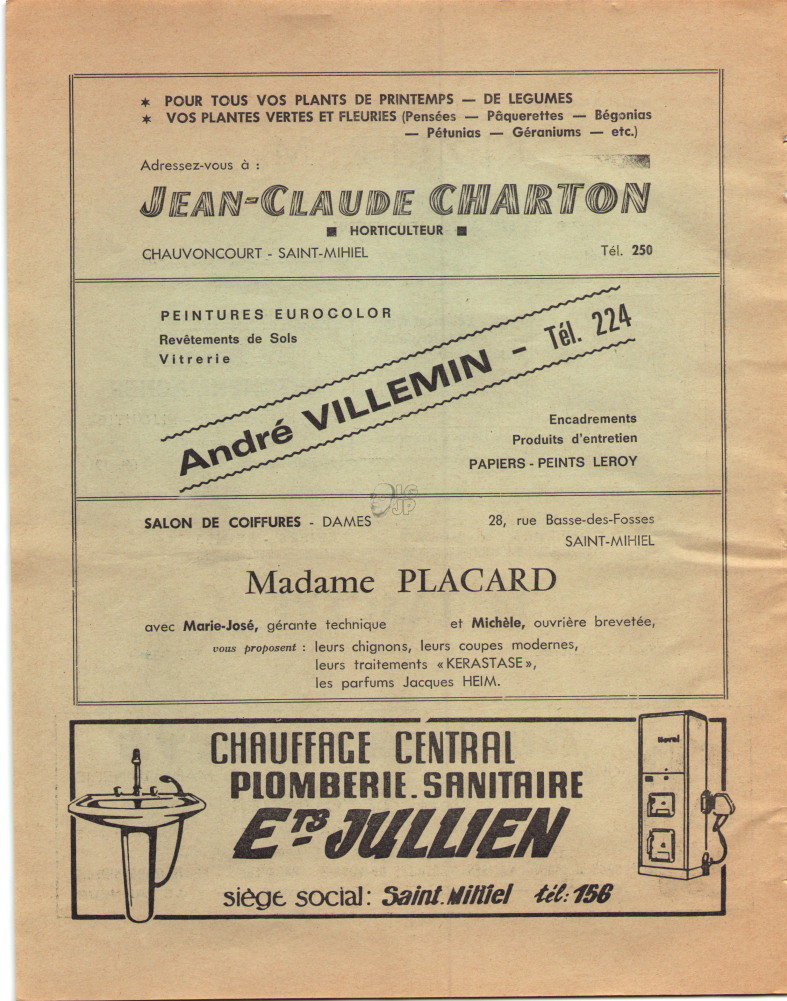 ✶ POUR TOUS VOS PLANTS DE PRINTEMPS — DE LEGUMES
✶ VOS PLANTES VERTES ET FLEURIES (Pensées — Pâquerettes — Bégonias
— Pétunias — Géraniums — etc.)
Adressez-vous à :
JEAN-CLAUDE CHARTON
■ HORTICULTEUR ■
CHAUVONCOURT - SAINT-MIHIEL Tél. 250
PEINTURES EUROCOLOR
Revêtements de Sols
Vitrerie
André VILLEMIN - Tél. 224
Encadrements
Produits d'entretien
PAPIERS - PEINTS LEROY
SALON DE COIFFURES - DAMES 28, rue Basse-des-Fosses
SAINT-MIHIEL
Madame PLACARD
avec Marie-José, gérante technique et Michèle, ouvrière brevetée,
vous proposent : leurs chignons, leurs coupes modernes,
leurs traitements « KERASTASE »,
les parfums Jacques HEIM.
CHAUFFAGE CENTRAL
PLOMBERIE. SANITAIRE
ETS JULLIEN
siège social: Saint. Mihiel tél: 156